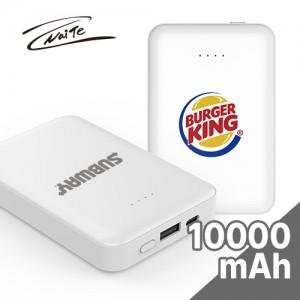 Naite
BURGER
KING
®
SUBWAY
10000
mAh